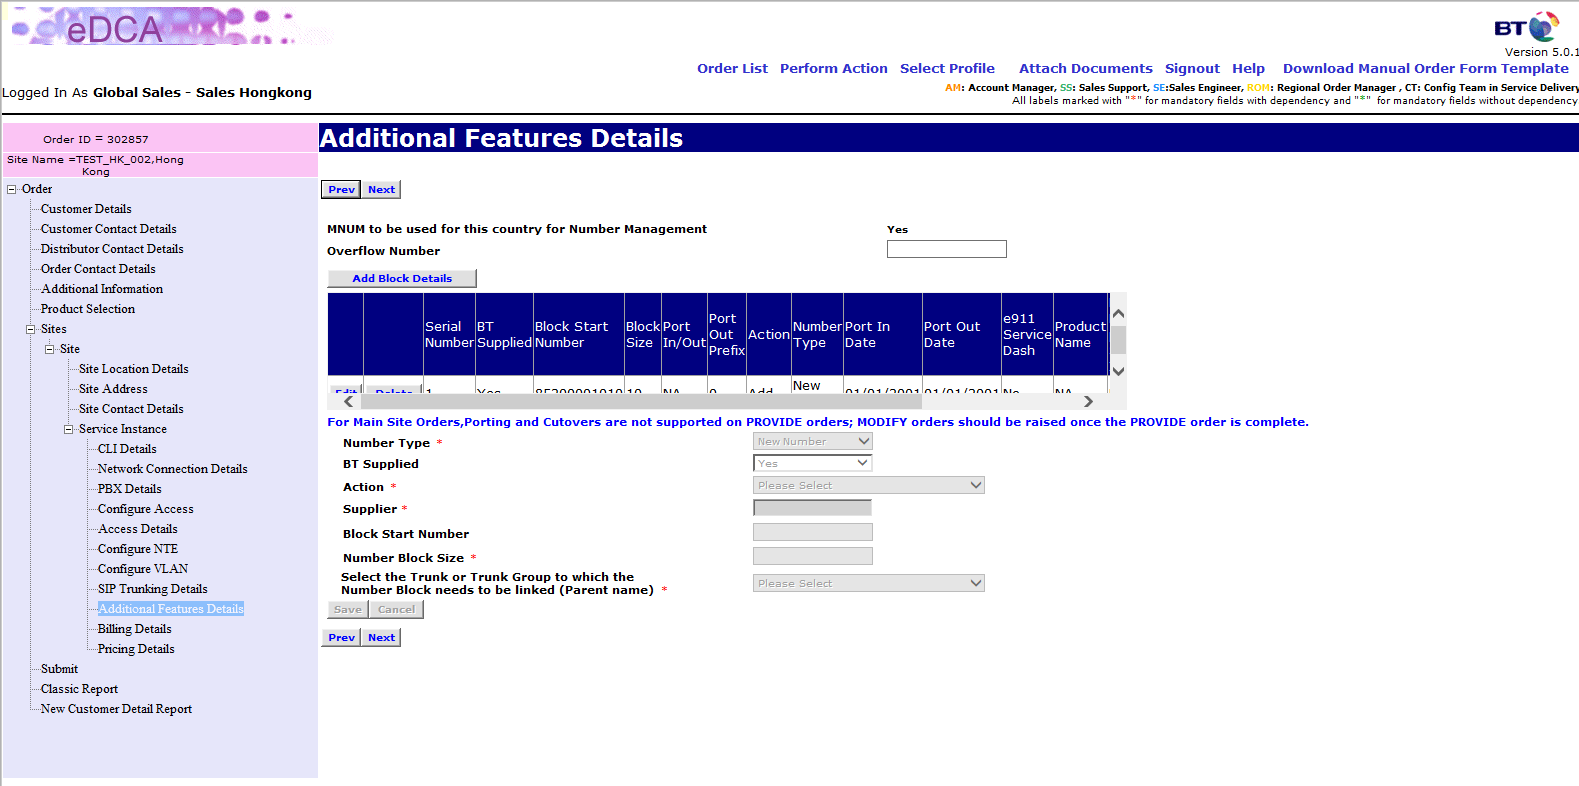 eDCA
BT
Version 5.0.1
Order List Perform Action Select Profile Attach Documents Signout Help Download Manual Order Form Template
Logged In As Global Sales - Sales Hongkong
AM: Account Manager, SS: Sales Support, SE:Sales Engineer, ROM: Regional Order Manager , CT: Config Team in Service Delivery
All labels marked with "*" for mandatory fields with dependency and "*" for mandatory fields without dependency
Order ID = 302857
Site Name =TEST_HK_002,Hong
Kong
Order
Customer Details
Customer Contact Details
Distributor Contact Details
Order Contact Details
Additional Information
Product Selection
Sites
Site
Site Location Details
Site Address
Site Contact Details
Service Instance
CLI Details
Network Connection Details
PBX Details
Configure Access
Access Details
Configure NTE
Configure VLAN
SIP Trunking Details
Additional Features Details
Billing Details
Pricing Details
Submit
Classic Report
New Customer Detail Report
Additional Features Details
Prev Next
MNUM to be used for this country for Number Management Yes
Overflow Number
Add Block Details
Serial Number BT Supplied Block Start Number Block Size Port In/Out Port Out Prefix Action Number Type Port In Date Port Out Date e911 Service Dash Product Name
Edit Delete 1 Yes 10 NA 0 Add New 01/01/2001 01/01/2001 No NA
For Main Site Orders,Porting and Cutovers are not supported on PROVIDE orders; MODIFY orders should be raised once the PROVIDE order is complete.
Number Type * New Number
BT Supplied Yes
Action * Please Select
Supplier *
Block Start Number
Number Block Size *
Select the Trunk or Trunk Group to which the
Number Block needs to be linked (Parent name) * Please Select
Save Cancel
Prev Next